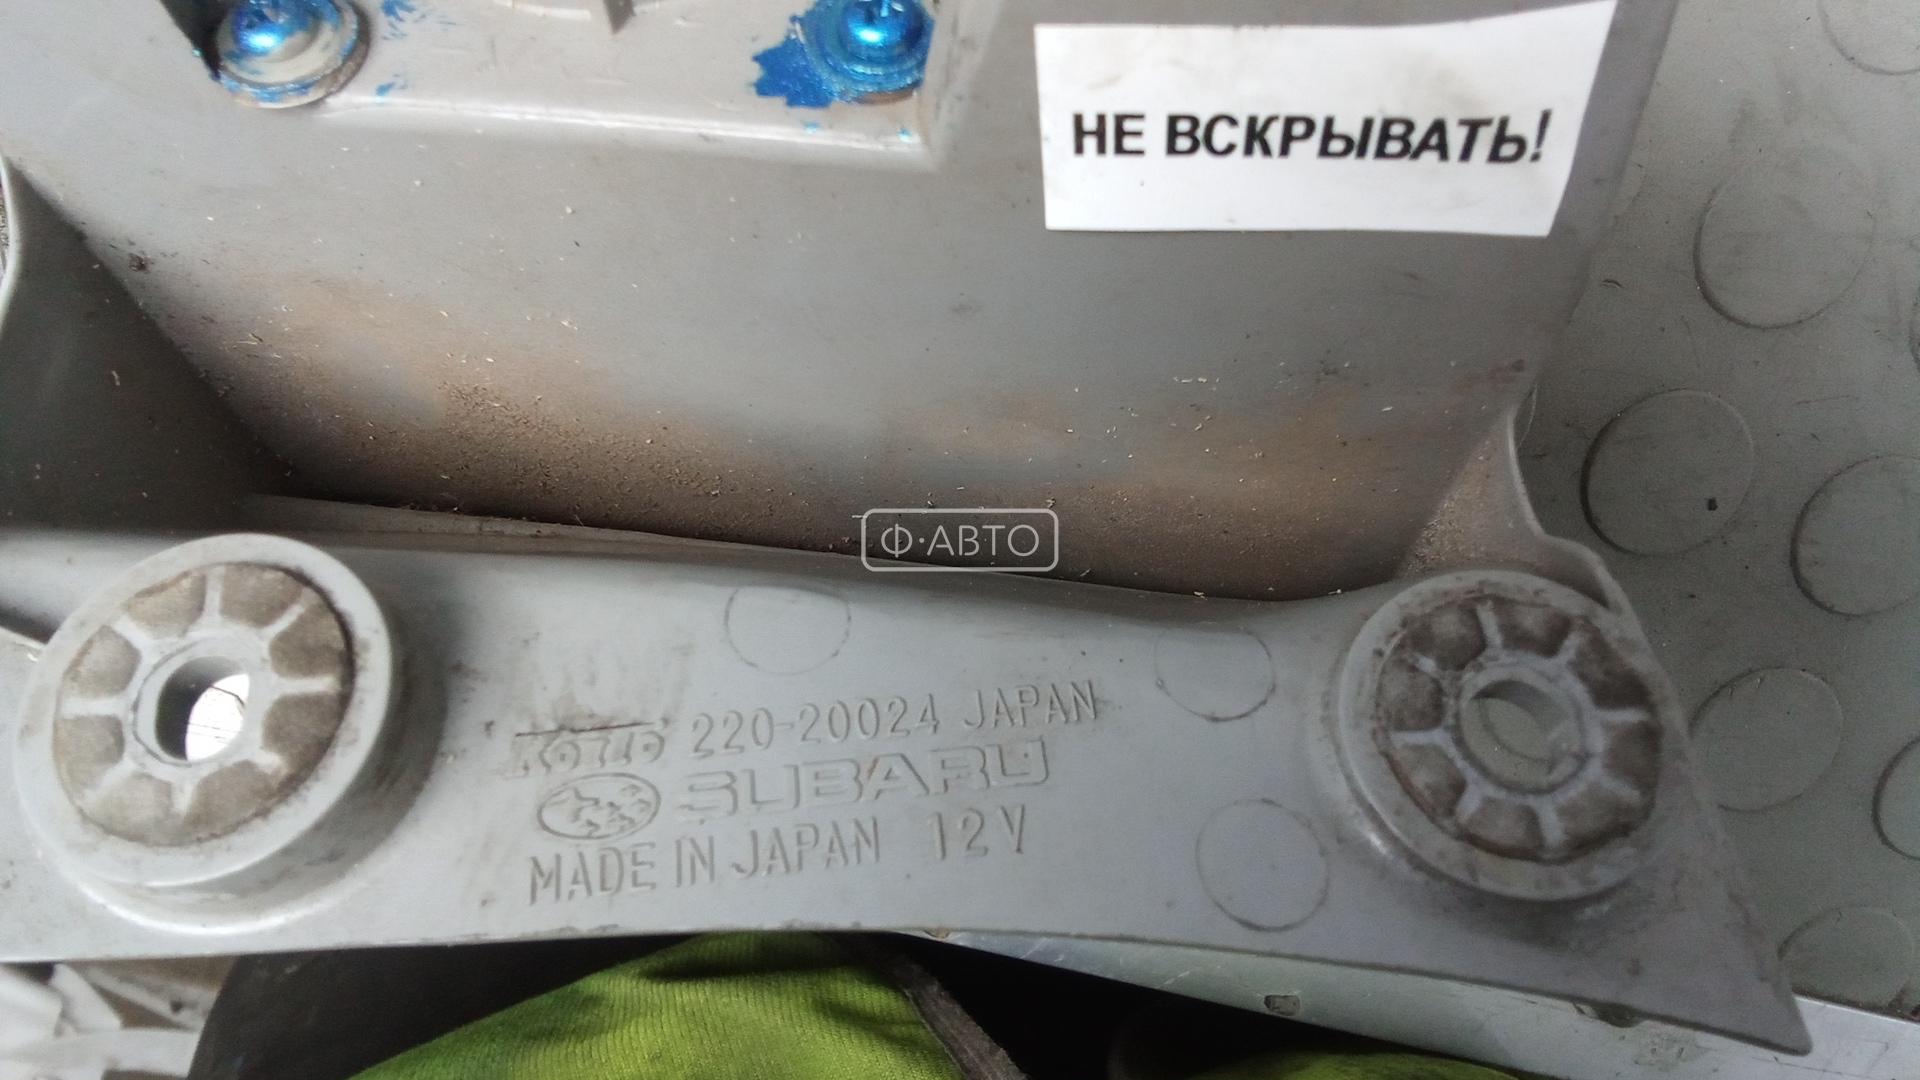 НЕ ВСКРЫВАТЬ!
Ф·АВТО
KOITO 220-20024 JAPAN
SUBARU
MADE IN JAPAN 12V